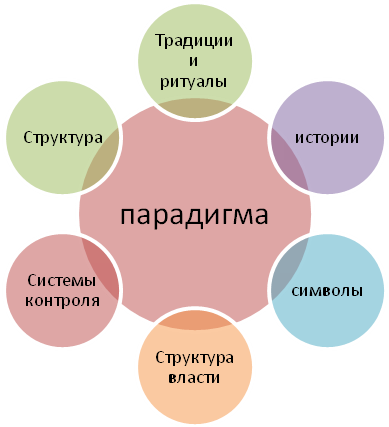 Традиции
и
ритуалы
Структура
истории
парадигма
Системы
контроля
символы
Структура
власти